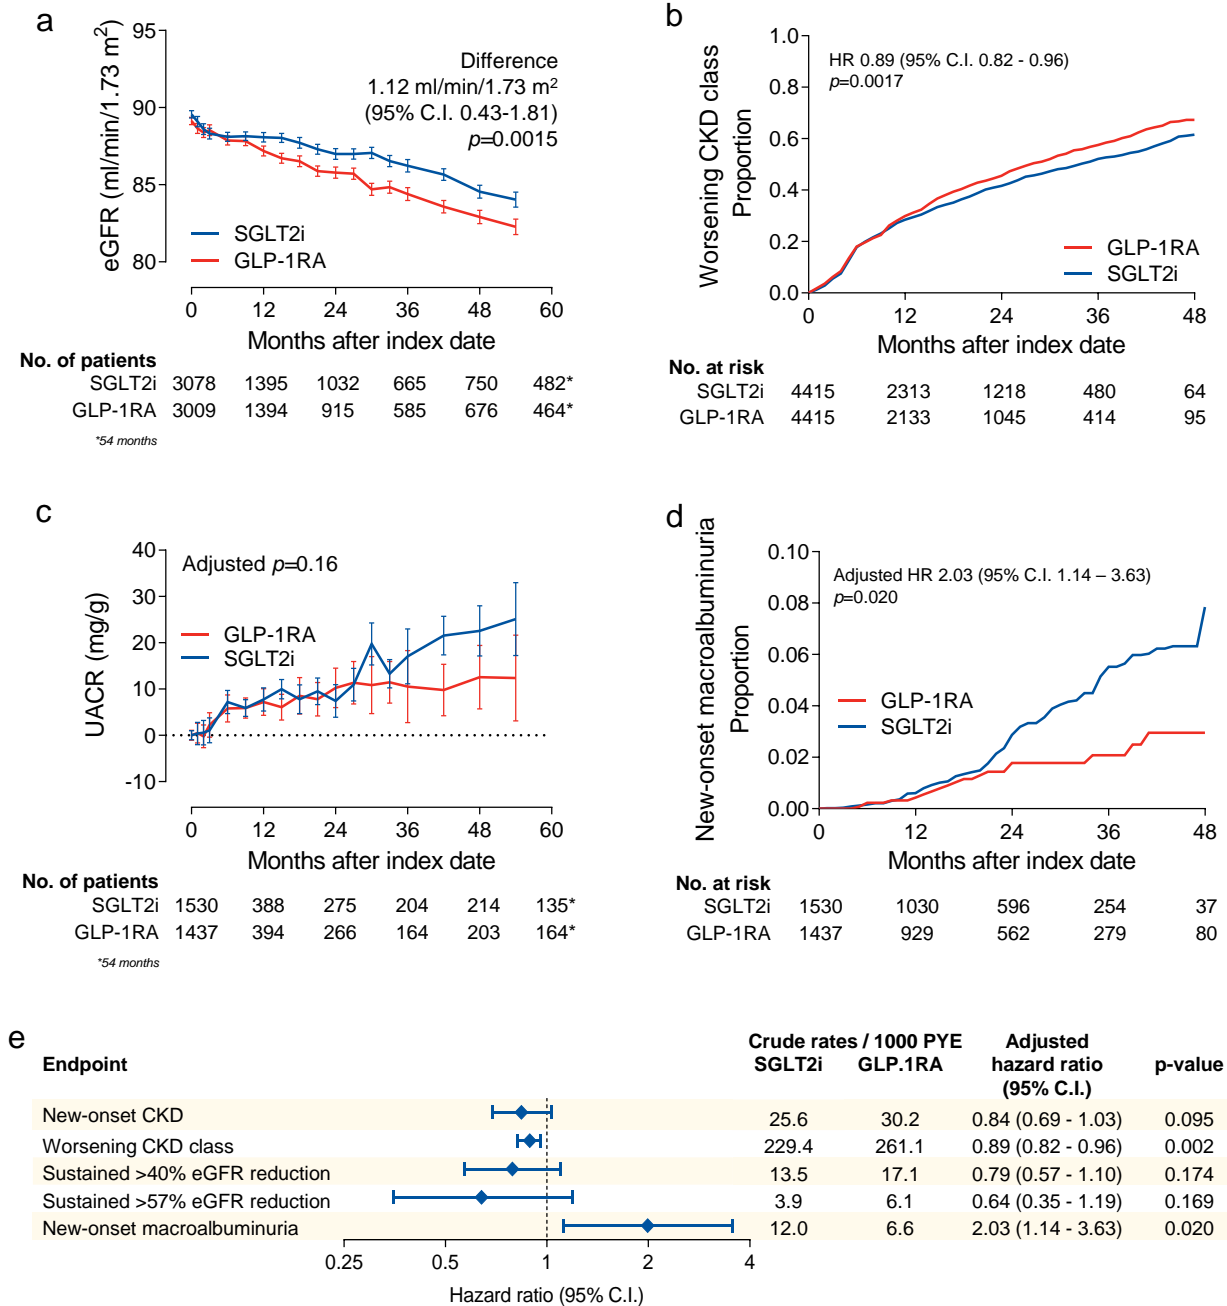 a
eGFR (ml/min/1.73 m²)
95
90
85
80
Difference
1.12 ml/min/1.73 m²
(95% C.I. 0.43-1.81)
p=0.0015
SGLT2i
GLP-1RA
0 12 24 36 48 60
Months after index date
No. of patients
SGLT2i 3078 1395 1032 665 750 482*
GLP-1RA 3009 1394 915 585 676 464*
*54 months
b
Worsening CKD class
Proportion
1.0
0.8
0.6
0.4
0.2
0.0
HR 0.89 (95% C.I. 0.82 - 0.96)
p=0.0017
GLP-1RA
SGLT2i
0 12 24 36 48
Months after index date
No. at risk
SGLT2i 4415 2313 1218 480 64
GLP-1RA 4415 2133 1045 414 95
c
UACR (mg/g)
40
30
20
10
0
-10
Adjusted p=0.16
GLP-1RA
SGLT2i
0 12 24 36 48 60
Months after index date
No. of patients
SGLT2i 1530 388 275 204 214 135*
GLP-1RA 1437 394 266 164 203 164*
*54 months
d
New-onset macroalbuminuria
Proportion
0.10
0.08
0.06
0.04
0.02
0.00
Adjusted HR 2.03 (95% C.I. 1.14 – 3.63)
p=0.020
GLP-1RA
SGLT2i
0 12 24 36 48
Months after index date
No. at risk
SGLT2i 1530 1030 596 254 37
GLP-1RA 1437 929 562 279 80
e
Crude rates / 1000 PYE Adjusted
Endpoint SGLT2i GLP.1RA hazard ratio p-value
(95% C.I.)
New-onset CKD 25.6 30.2 0.84 (0.69 - 1.03) 0.095
Worsening CKD class 229.4 261.1 0.89 (0.82 - 0.96) 0.002
Sustained >40% eGFR reduction 13.5 17.1 0.79 (0.57 - 1.10) 0.174
Sustained >57% eGFR reduction 3.9 6.1 0.64 (0.35 - 1.19) 0.169
New-onset macroalbuminuria 12.0 6.6 2.03 (1.14 - 3.63) 0.020
0.25 0.5 1 2 4
Hazard ratio (95% C.I.)